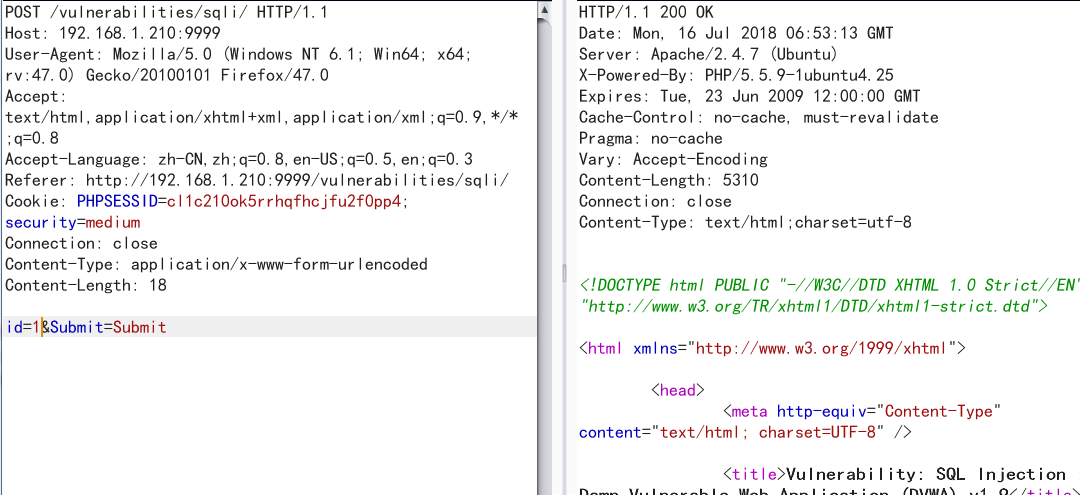 POST /vulnerabilities/sqli/ HTTP/1.1
Host: 192.168.1.210:9999
User-Agent: Mozilla/5.0 (Windows NT 6.1; Win64; x64;
rv:47.0) Gecko/20100101 Firefox/47.0
Accept:
text/html,application/xhtml+xml,application/xml;q=0.9,*/*
;q=0.8
Accept-Language: zh-CN,zh;q=0.8,en-US;q=0.5,en;q=0.3
Referer: http://192.168.1.210:9999/vulnerabilities/sqli/
Cookie: PHPSESSID=cl1c210ok5rrhqfhcjfu2f0pp4;
security=medium
Connection: close
Content-Type: application/x-www-form-urlencoded
Content-Length: 18
id=1&Submit=Submit
HTTP/1.1 200 OK
Date: Mon, 16 Jul 2018 06:53:13 GMT
Server: Apache/2.4.7 (Ubuntu)
X-Powered-By: PHP/5.5.9-1ubuntu4.25
Expires: Tue, 23 Jun 2009 12:00:00 GMT
Cache-Control: no-cache, must-revalidate
Pragma: no-cache
Vary: Accept-Encoding
Content-Length: 5310
Connection: close
Content-Type: text/html;charset=utf-8
<!DOCTYPE html PUBLIC "-//W3C//DTD XHTML 1.0 Strict//EN"
"http://www.w3.org/TR/xhtml1/DTD/xhtml1-strict.dtd">
<html xmlns="http://www.w3.org/1999/xhtml">
<head>
<meta http-equiv="Content-Type"
content="text/html; charset=UTF-8" />
<title>Vulnerability: SQL Injection
Damn Vulnerable Web Application (DVWA) v1.9</title>